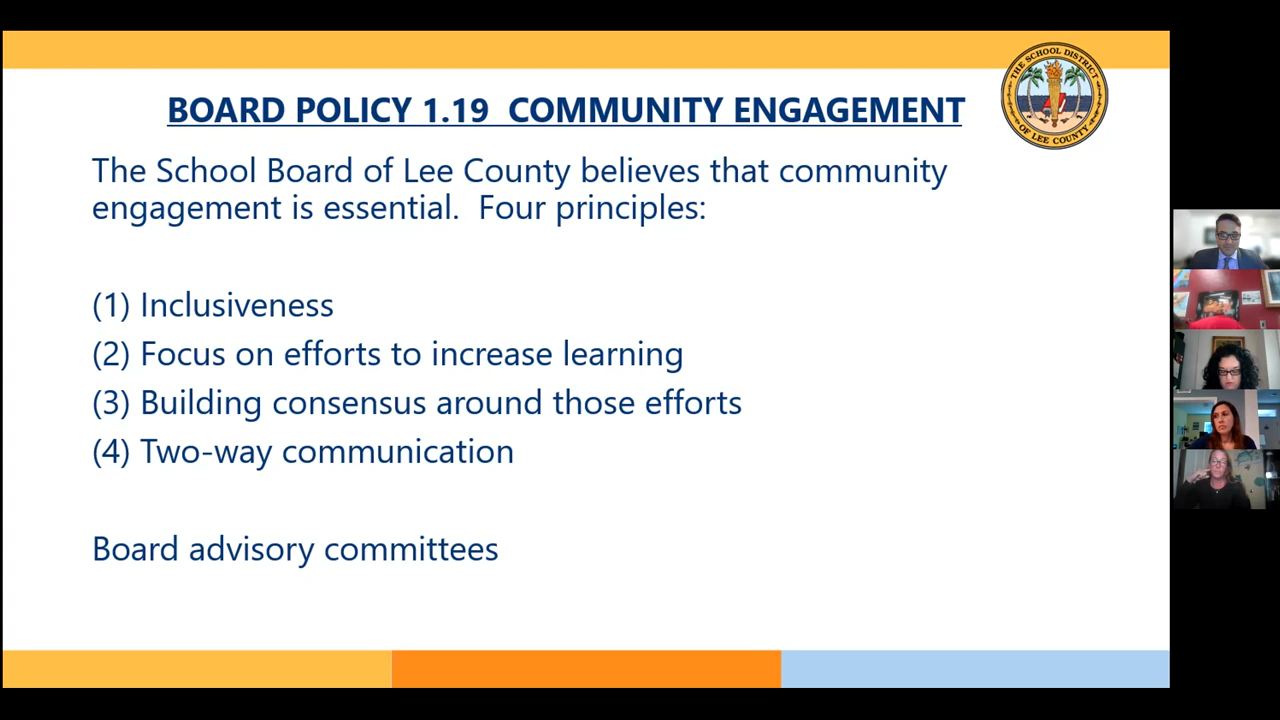 BOARD POLICY 1.19 COMMUNITY ENGAGEMENT
THE SCHOOL DISTRICT
OF LEE COUNTY
The School Board of Lee County believes that community
engagement is essential. Four principles:
(1) Inclusiveness
(2) Focus on efforts to increase learning
(3) Building consensus around those efforts
(4) Two-way communication
Board advisory committees